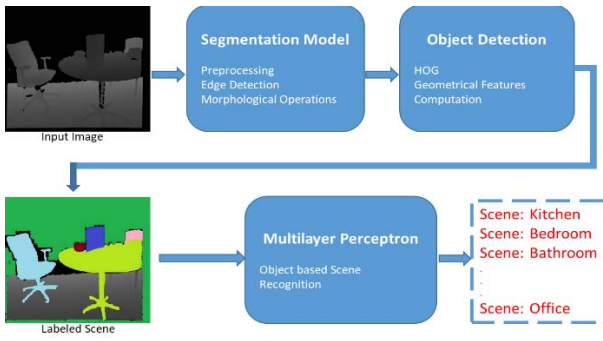 Segmentation Model
Preprocessing
Edge Detection
Morphological Operations
Object Detection
HOG
Geometrical Features
Computation
Input Image
Multilayer Perceptron
Object based Scene
Recognition
Scene: Kitchen
Scene: Bedroom
Scene: Bathroom
.
.
.
Scene: Office
Labeled Scene